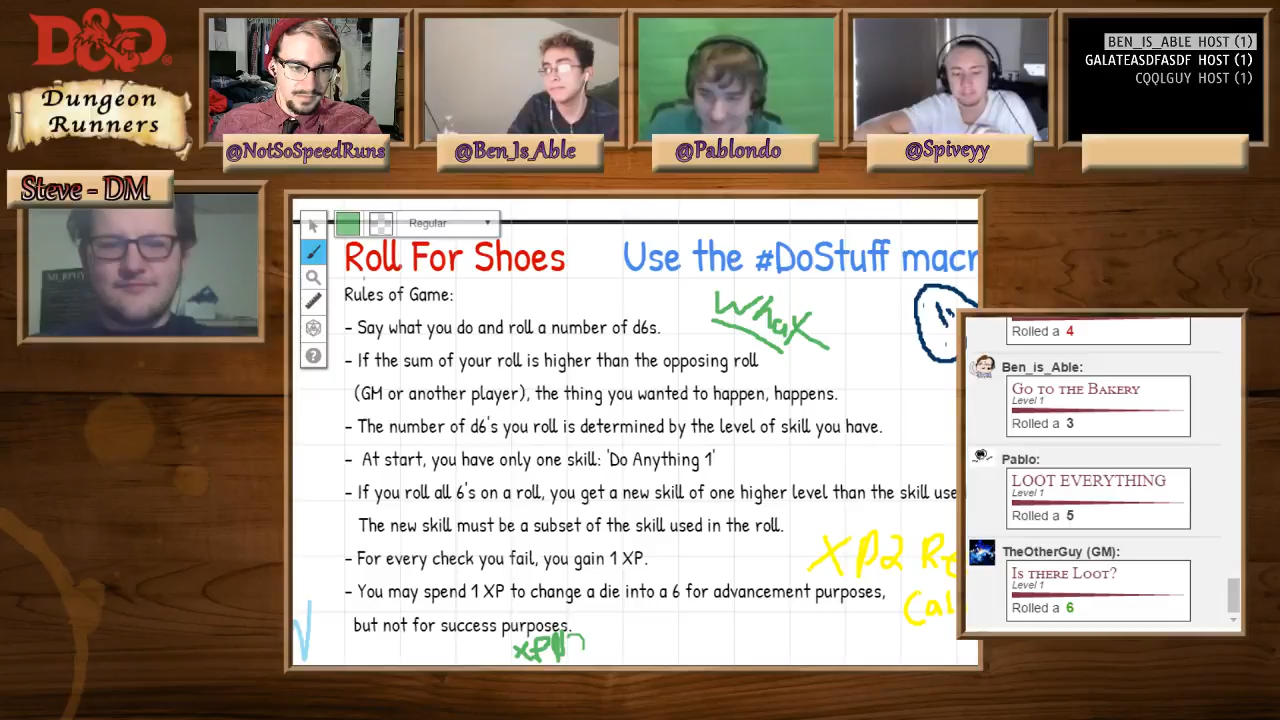 D&D
Dungeon
Runners
@NotSoSpeedRuns
@Ben_Is_Able
@Pablondo
@Spiveyy
BEN_IS_ABLE HOST (1)
GALATEASDFASDF HOST (1)
CQQLGUY HOST (1)
Steve - DM
MURPHY
Regular
Roll For Shoes
Use the #DoStuff macr
Rules of Game:
- Say what you do and roll a number of d6s.
- If the sum of your roll is higher than the opposing roll
(GM or another player), the thing you wanted to happen, happens.
- The number of d6's you roll is determined by the level of skill you have.
- At start, you have only one skill: 'Do Anything 1'
- If you roll all 6's on a roll, you get a new skill of one higher level than the skill use
The new skill must be a subset of the skill used in the roll.
- For every check you fail, you gain 1 XP.
- You may spend 1 XP to change a die into a 6 for advancement purposes,
but not for success purposes.
XP2
Rolled a 4
Ben_is_Able:
Go to the Bakery
Level 1
Rolled a 3
Pablo:
LOOT EVERYTHING
Level 1
Rolled a 5
TheOtherGuy (GM):
Is there Loot?
Level 1
Rolled a 6